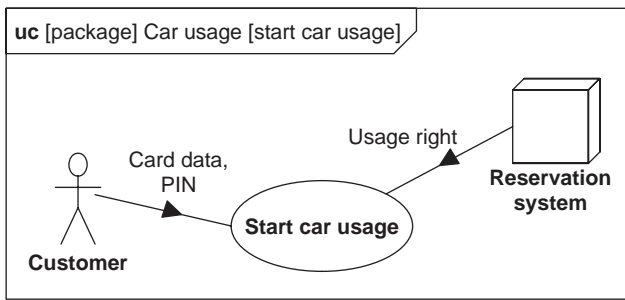 uc [package] Car usage [start car usage]
Usage right
Card data,
PIN
Reservation
system
Start car usage
Customer